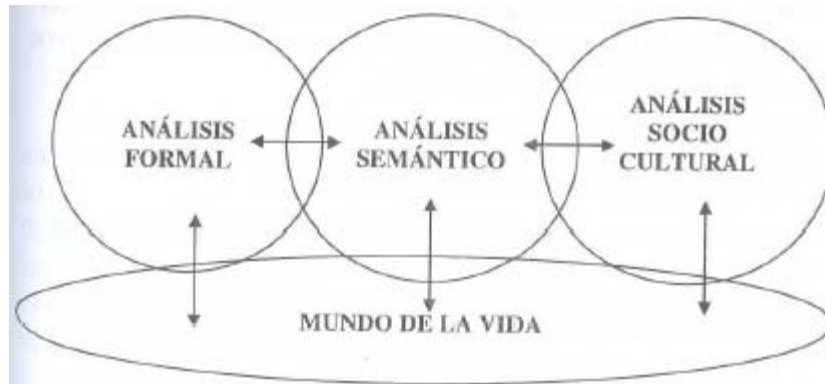 ANÁLISIS
FORMAL
ANÁLISIS
SEMÁNTICO
ANÁLISIS
SOCIO
CULTURAL
MUNDO DE LA VIDA